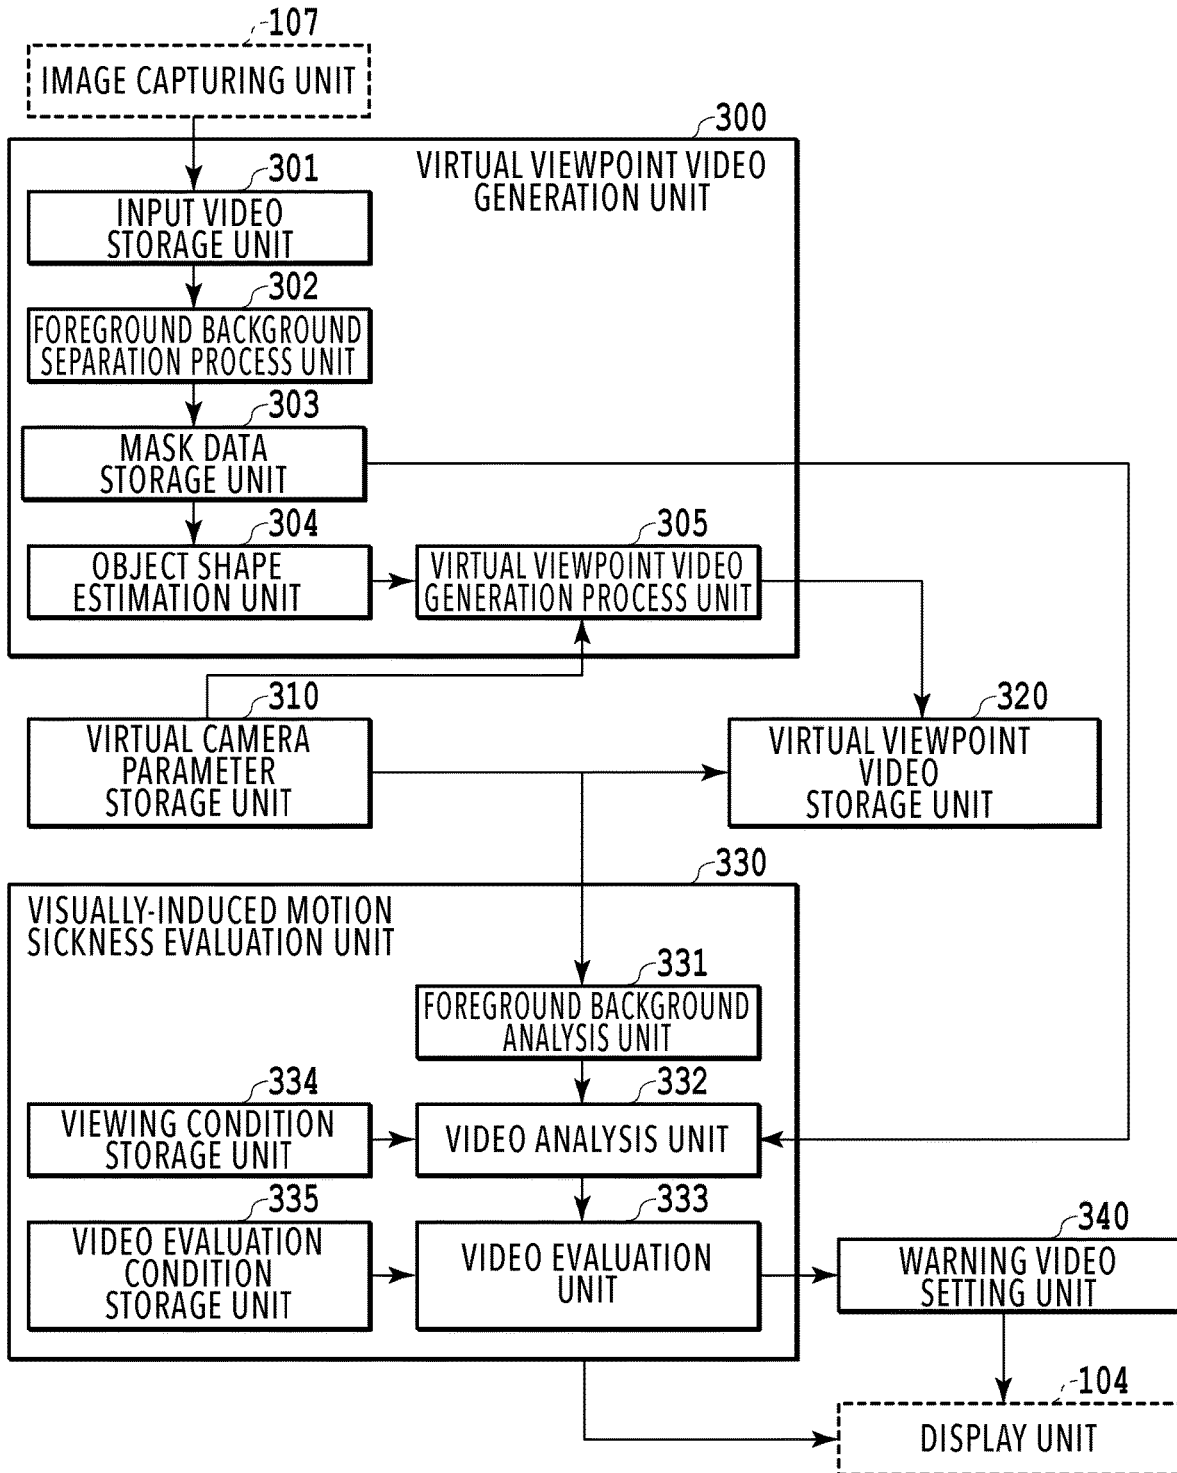 107
IMAGE CAPTURING UNIT
300
VIRTUAL VIEWPOINT VIDEO
GENERATION UNIT
301
INPUT VIDEO
STORAGE UNIT
302
FOREGROUND BACKGROUND
SEPARATION PROCESS UNIT
303
MASK DATA
STORAGE UNIT
304
OBJECT SHAPE
ESTIMATION UNIT
305
VIRTUAL VIEWPOINT VIDEO
GENERATION PROCESS UNIT
310
VIRTUAL CAMERA
PARAMETER
STORAGE UNIT
320
VIRTUAL VIEWPOINT
VIDEO
STORAGE UNIT
330
VISUALLY-INDUCED MOTION
SICKNESS EVALUATION UNIT
331
FOREGROUND BACKGROUND
ANALYSIS UNIT
334
VIEWING CONDITION
STORAGE UNIT
332
VIDEO ANALYSIS UNIT
335
VIDEO EVALUATION
CONDITION
STORAGE UNIT
333
VIDEO EVALUATION
UNIT
340
WARNING VIDEO
SETTING UNIT
104
DISPLAY UNIT